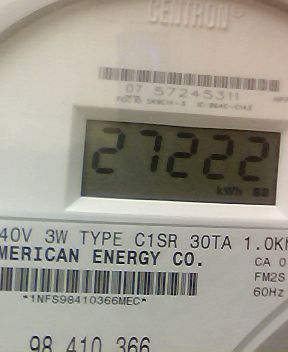 CENTRON®
07 57245311
27222
kWh
40V 3W TYPE C1SR 30TA 1.0Kh
MERICAN ENERGY CO.
CA 0
FM2S
60Hz
*1NFS98410366MEC*
98 410 366